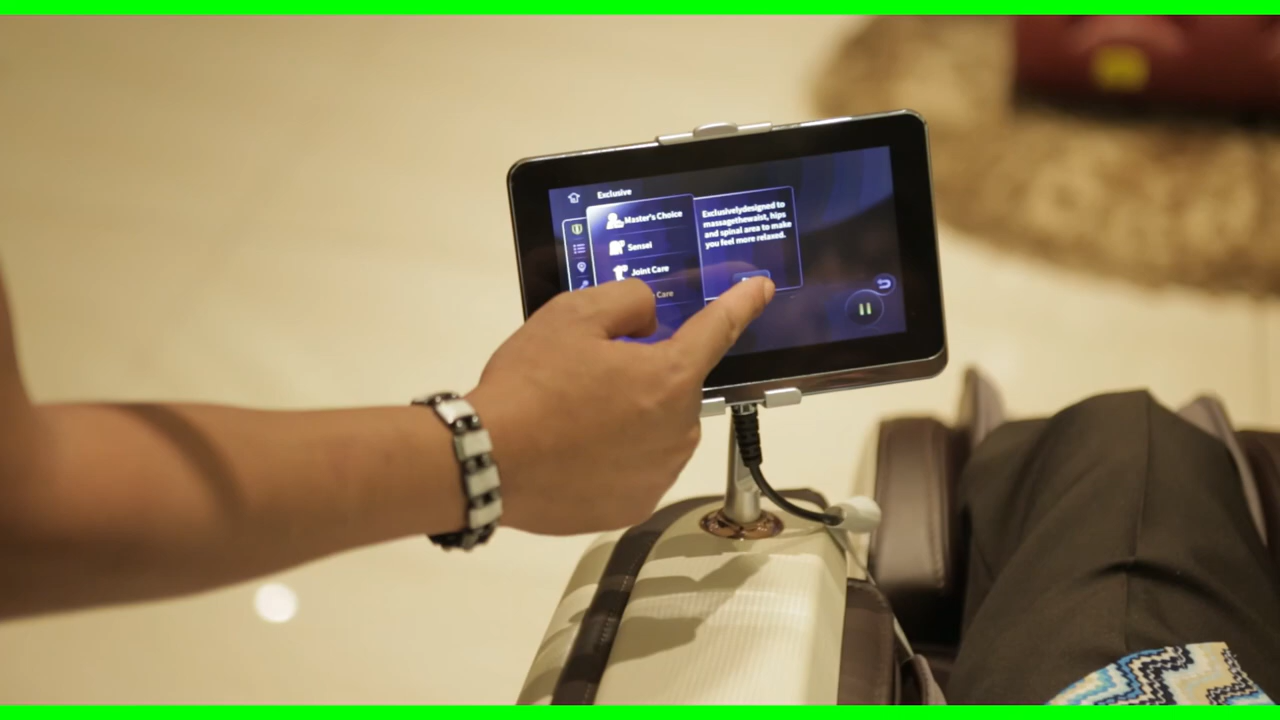 Exclusive
Master's Choice
Sensei
Joint Care
Care
Exclusivelydesigned to
massagethewaist, hips
and spinal area to make
you feel more relaxed.